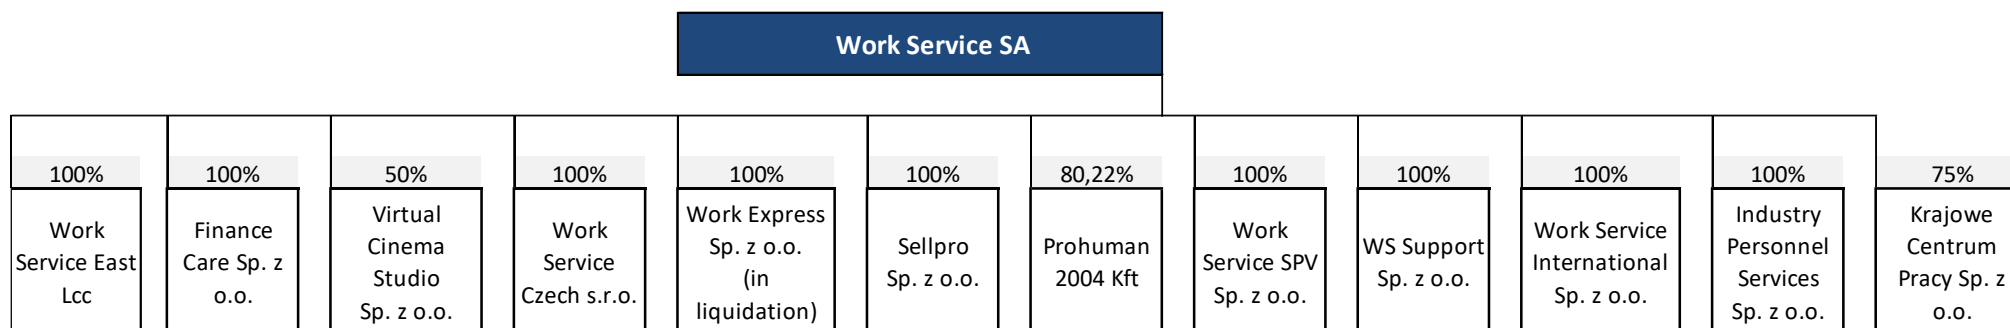 Work Service SA
100%
100%
50%
100%
100%
100%
80,22%
100%
100%
100%
100%
75%
Work
Service East
Lcc
Finance
Care Sp. z
o.o.
Virtual
Cinema
Studio
Sp. z o.o.
Work
Service
Czech s.r.o.
Work Express
Sp. z o.o.
(in
liquidation)
Sellpro
Sp. z o.o.
Prohuman
2004 Kft
Work
Service SPV
Sp. z o.o.
WS Support
Sp. z o.o.
Work Service
International
Sp. z o.o.
Industry
Personnel
Services
Sp. z o.o.
Krajowe
Centrum
Pracy Sp. z
o.o.